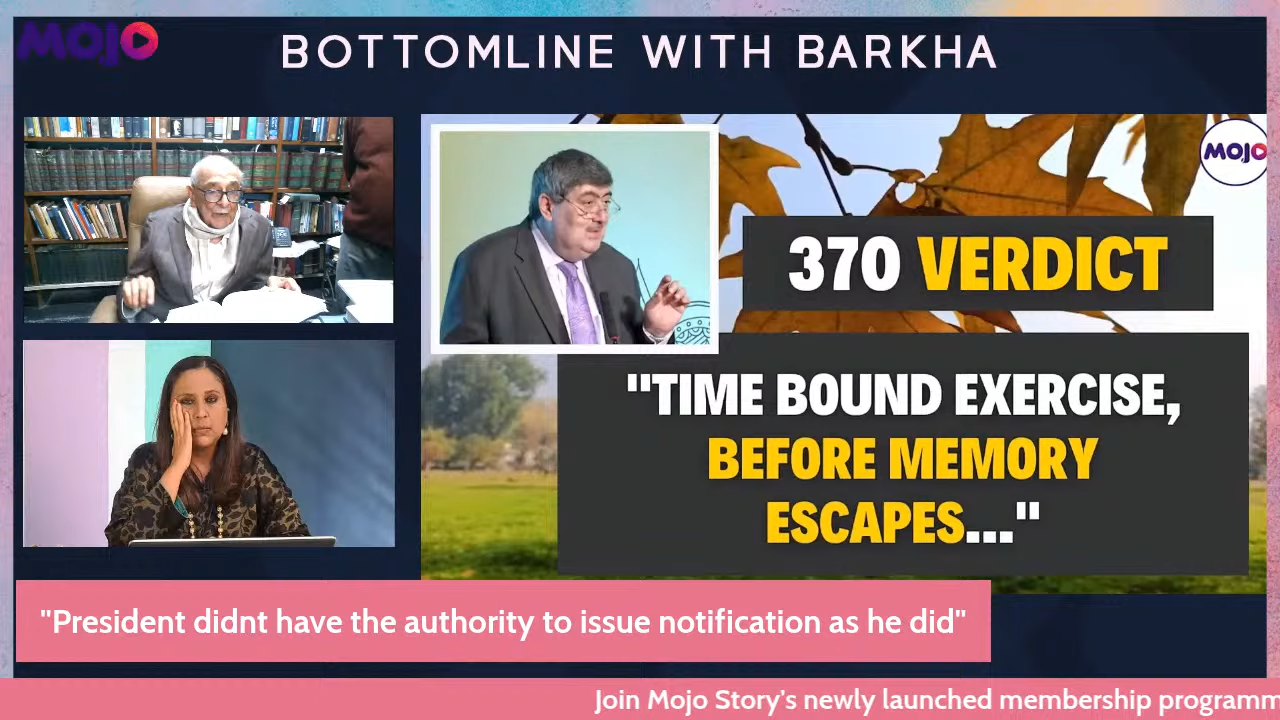 MOJO
BOTTOMLINE WITH BARKHA
MOJO
370 VERDICT
"TIME BOUND EXERCISE,
BEFORE MEMORY
ESCAPES..."
"President didnt have the authority to issue notification as he did"
Join Mojo Story's newly launched membership programm